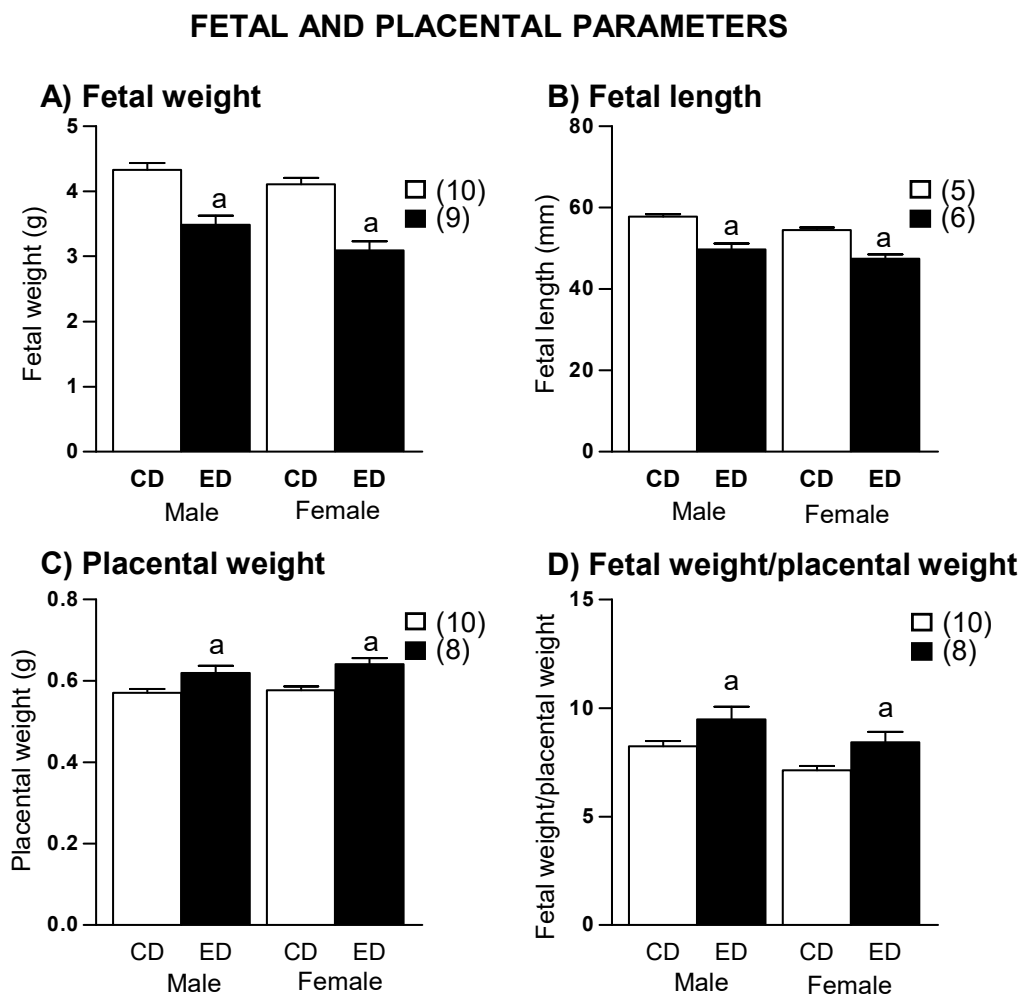 FETAL AND PLACENTAL PARAMETERS
A) Fetal weight
Fetal weight (g)
5
4
3
2
1
0
a
a
(10)
(9)
CD ED CD ED
Male Female
B) Fetal length
Fetal length (mm)
80
60
40
20
0
a
a
(5)
(6)
CD ED CD ED
Male Female
C) Placental weight
Placental weight (g)
0.8
0.6
0.4
0.2
0.0
a
a
(10)
(8)
CD ED CD ED
Male Female
D) Fetal weight/placental weight
Fetal weight/placental weight
15
10
5
0
a
a
(10)
(8)
CD ED CD ED
Male Female